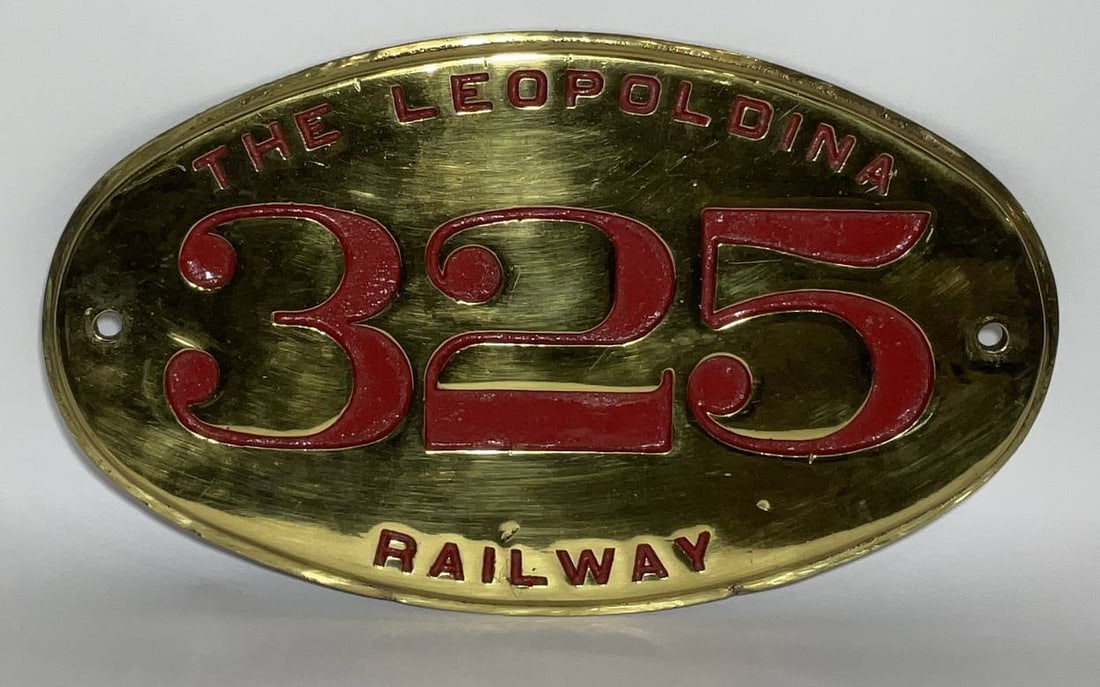 THE LEOPOLDINA
325
RAILWAY